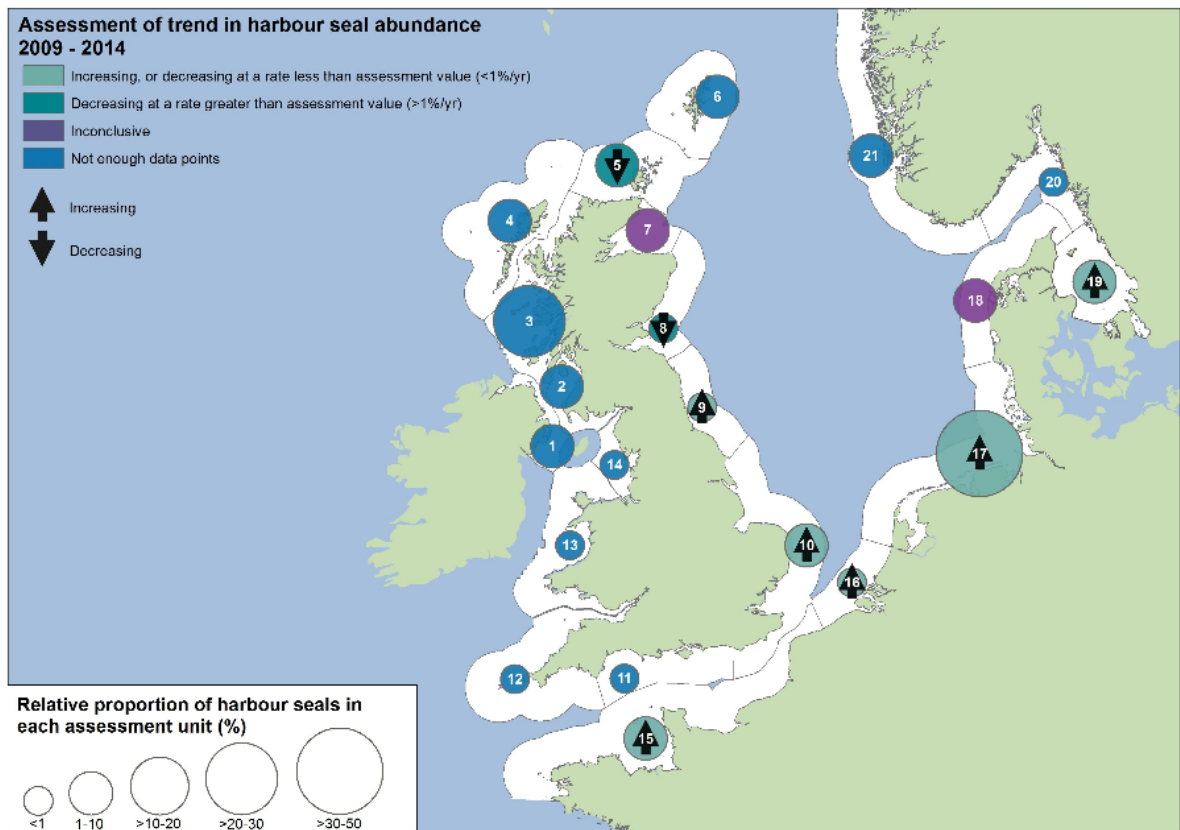 Assessment of trend in harbour seal abundance
2009 - 2014
Increasing, or decreasing at a rate less than assessment value (<1%/yr)
Decreasing at a rate greater than assessment value (>1%/yr)
Inconclusive
Not enough data points
Increasing
Decreasing
6
5
21
20
4
7
19
18
3
8
2
9
1
17
14
13
10
16
12
11
15
Relative proportion of harbour seals in
each assessment unit (%)
<1
1-10
>10-20
>20-30
>30-50